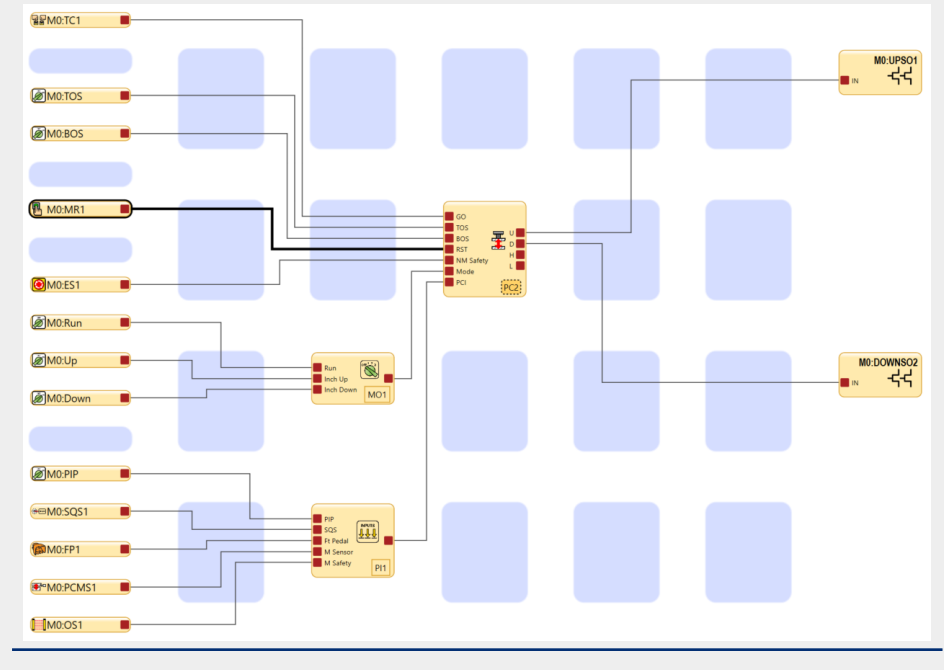 M0:TC1
M0:UPSO1
IN
M0:TOS
M0:BOS
M0:MR1
GO
TOS
BOS
RST
NM Safety
Mode
PCI
U
D
H
L
PC2
M0:ES1
M0:Run
M0:Up
M0:Down
Run
Inch Up
Inch Down
MO1
M0:DOWNSO2
IN
M0:PIP
M0:SQS1
M0:FP1
M0:PCMS1
M0:OS1
PIP
SQS
Ft Pedal
M Sensor
M Safety
PI1